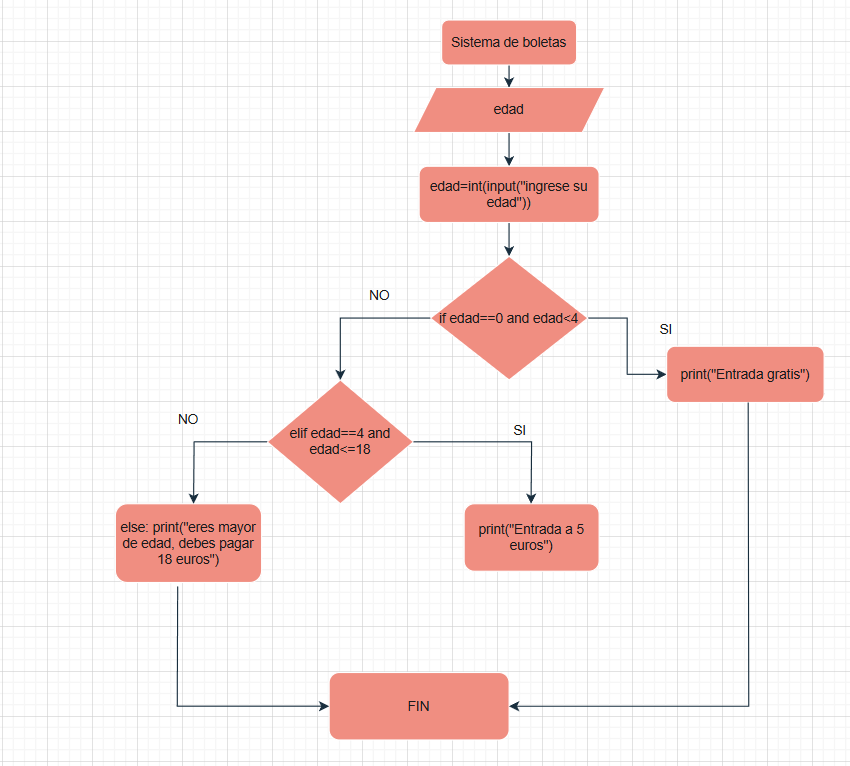 Sistema de boletas
edad
edad=int(input("ingrese su
edad"))
NO
if edad==0 and edad<4
SI
print("Entrada gratis")
NO
elif edad==4 and
edad<=18
SI
else: print("eres mayor
de edad, debes pagar
18 euros")
print("Entrada a 5
euros")
FIN